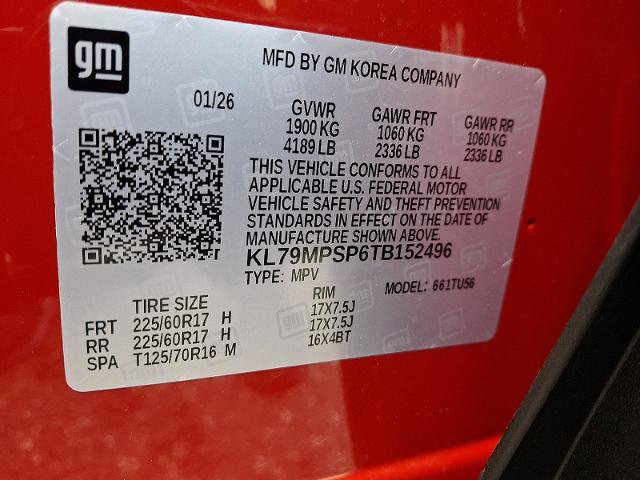 gm
MFD BY GM KOREA COMPANY
01/26
GVWR GAWR FRT GAWR RR
1900 KG 1060 KG 1060 KG
4189 LB 2336 LB 2336 LB
THIS VEHICLE CONFORMS TO ALL
APPLICABLE U.S. FEDERAL MOTOR
VEHICLE SAFETY AND THEFT PREVENTION
STANDARDS IN EFFECT ON THE DATE OF
MANUFACTURE SHOWN ABOVE.
KL79MPSP6TB152496
TYPE: MPV MODEL: 661TU56
TIRE SIZE RIM
FRT 225/60R17 H 17X7.5J
RR 225/60R17 H 17X7.5J
SPA T125/70R16 M 16X4BT